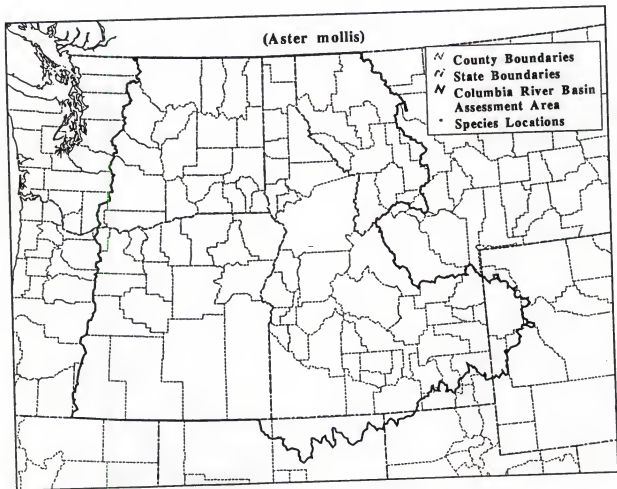 (Aster mollis)
County Boundaries
State Boundaries
Columbia River Basin
Assessment Area
Species Locations